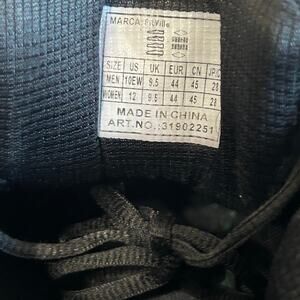 MARCA: FitVille
SIZE US UK EUR CN JP/C
MEN 10EW 9.5 44 45 28
WOMEN 12 9.5 44 45 28
MADE IN CHINA
ART.NO.:31902251